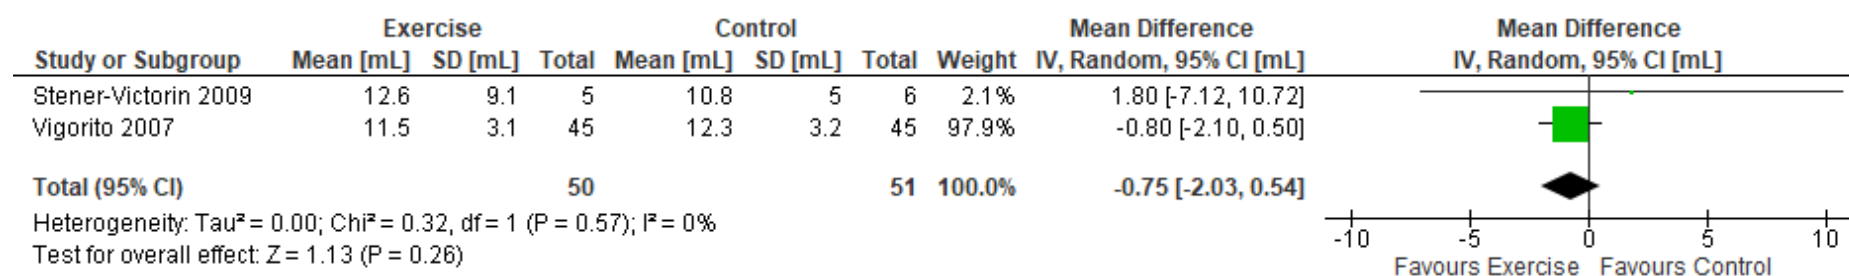 Exercise Control Mean Difference Mean Difference
Study or Subgroup Mean [mL] SD [mL] Total Mean [mL] SD [mL] Total Weight IV, Random, 95% CI [mL] IV, Random, 95% CI [mL]
Stener-Victorin 2009 12.6 9.1 5 10.8 5 6 2.1% 1.80 [-7.12, 10.72]
Vigorito 2007 11.5 3.1 45 12.3 3.2 45 97.9% -0.80 [-2.10, 0.50]
Total (95% CI) 50 51 100.0% -0.75 [-2.03, 0.54]
Heterogeneity: Tau² = 0.00; Chi² = 0.32, df = 1 (P = 0.57); I² = 0%
Test for overall effect: Z = 1.13 (P = 0.26)
-10 -5 0 5 10
Favours Exercise Favours Control